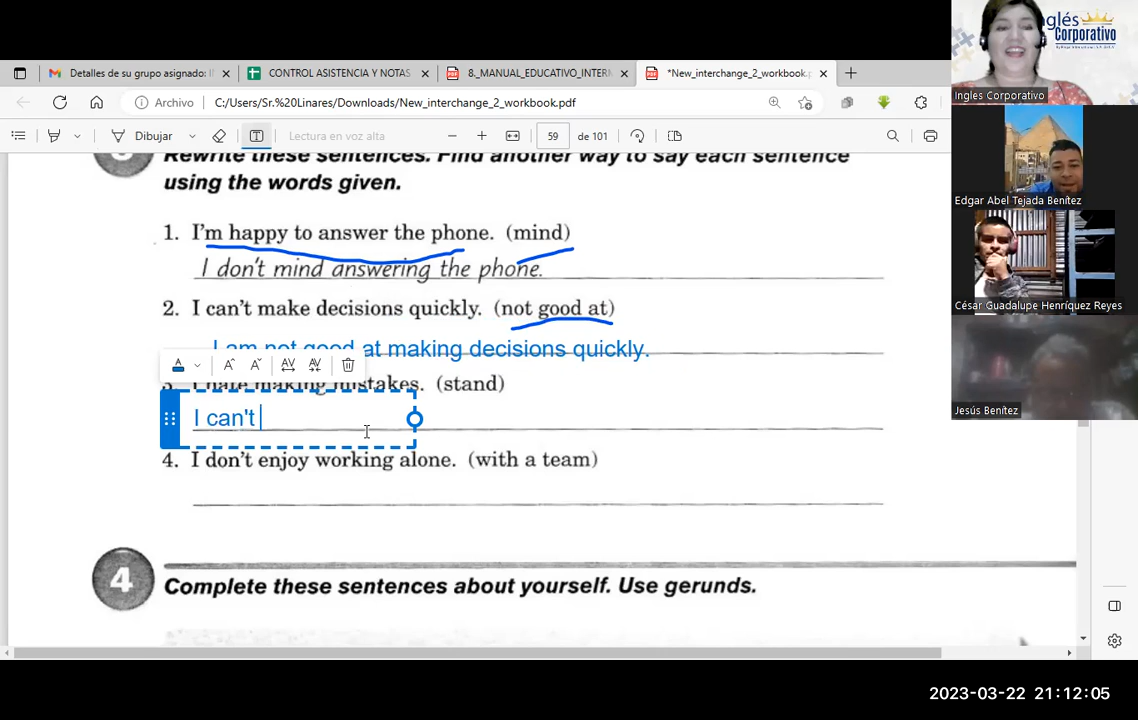 Inglés
Corporativo
Inglés Corporativo
Detalles de su grupo asignado: I
CONTROL ASISTENCIA Y NOTAS
8._MANUAL_EDUCATIVO_INTERM
*New_interchange_2_workbook.p
Archivo
C:/Users/Sr.%20Linares/Downloads/New_interchange_2_workbook.pdf
Dibujar
Lectura en voz alta
59
de 101
Edgar Abel Tejada Benítez
César Guadalupe Henríquez Reyes
Jesús Benítez
Rewrite these sentences. Find another way to say each sentence
using the words given.
1. I'm happy to answer the phone. (mind)
I don't mind answering the phone.
2. I can't make decisions quickly. (not good at)
I am not good at making decisions quickly.
3. I hate making mistakes. (stand)
I can't
4. I don't enjoy working alone. (with a team)
4
Complete these sentences about yourself. Use gerunds.
2023-03-22 21:12:05